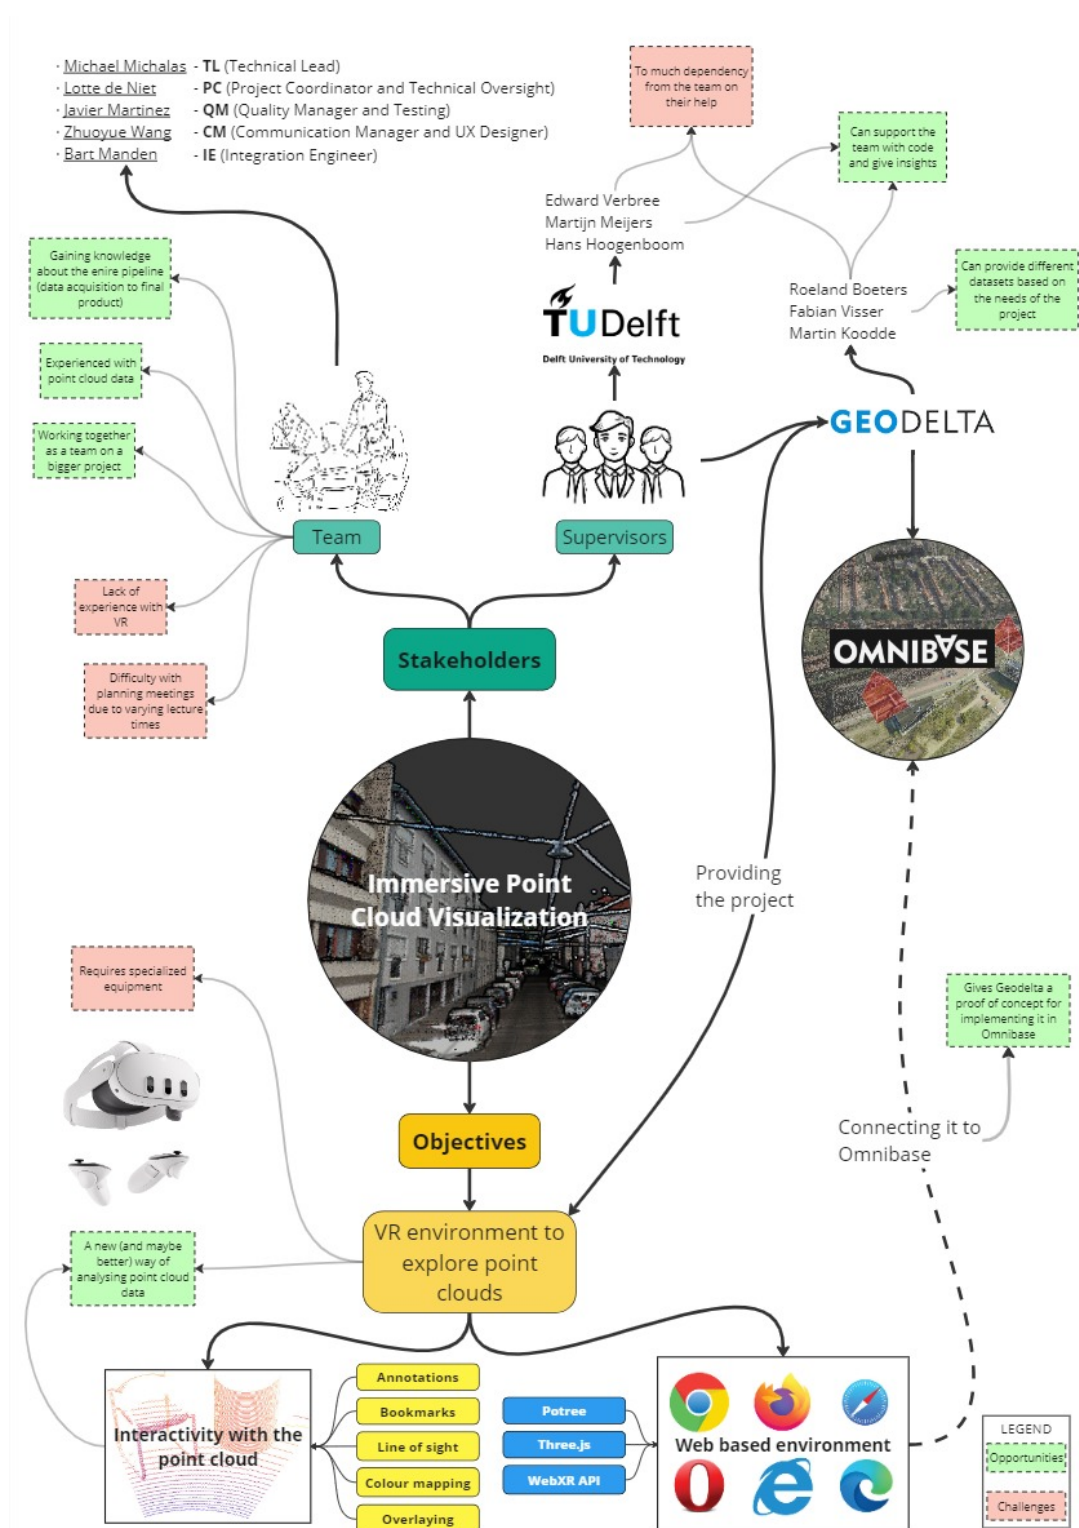 · Michael Michalas - TL (Technical Lead)
· Lotte de Niet - PC (Project Coordinator and Technical Oversight)
· Javier Martinez - QM (Quality Manager and Testing)
· Zhuoyue Wang - CM (Communication Manager and UX Designer)
· Bart Manden - IE (Integration Engineer)
To much dependency
from the team on
their help
Can support the
team with code
and give insights
Edward Verbree
Martijn Meijers
Hans Hoogenboom
Gaining knowledge
about the enire pipeline
(data acquisition to final
product)
Can provide different
datasets based on
the needs of the
project
Roeland Boeters
Fabian Visser
Martin Koodde
TUDelft
Delft University of Technology
Experienced with
point cloud data
GEODELTA
Working together
as a team on a
bigger project
Team
Supervisors
Lack of
experience with
VR
Stakeholders
OMNIBASE
Difficulty with
planning meetings
due to varying lecture
times
Immersive Point
Cloud Visualization
Providing
the project
Requires specialized
equipment
Gives Geodelta a
proof of concept for
implementing it in
Omnibase
Objectives
Connecting it to
Omnibase
VR environment to
explore point
clouds
A new (and maybe
better) way of
analysing point cloud
data
Interactivity with the
point cloud
Annotations
Bookmarks
Line of sight
Colour mapping
Overlaying
Potree
Three.js
WebXR API
Web based environment
LEGEND
Opportunities
Challenges